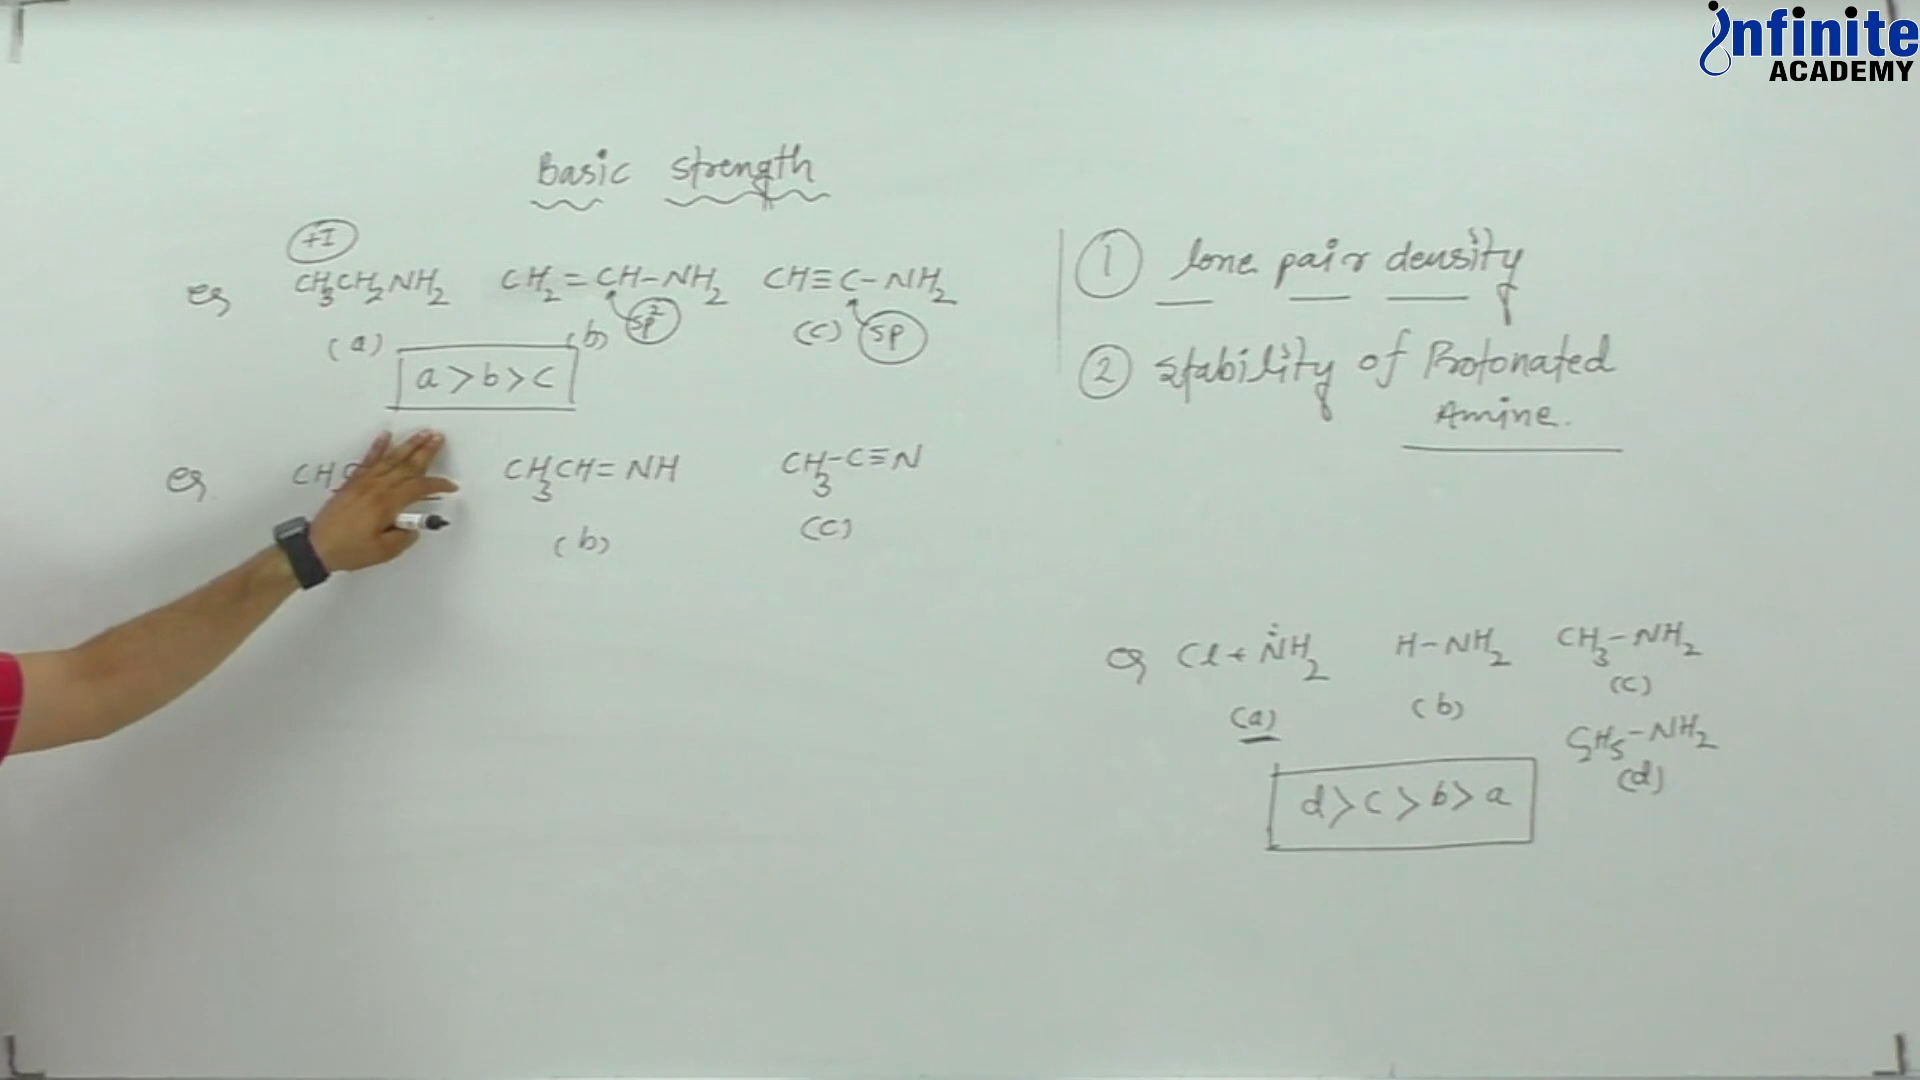 infinite
ACADEMY
Basic strength
+I
eg CH3CH2NH2 CH2=CH-NH2 CH≡C-NH2
(a) (b) sp² (c) sp
a > b > c
eg CH3 CH3CH=NH CH3-C≡N
(b) (c)
① lone pair density
② stability of Protonated
Amine.
eg Cl NH2 H-NH2 CH3-NH2
(a) (b) (c)
C2H5-NH2
(d)
d > c > b > a